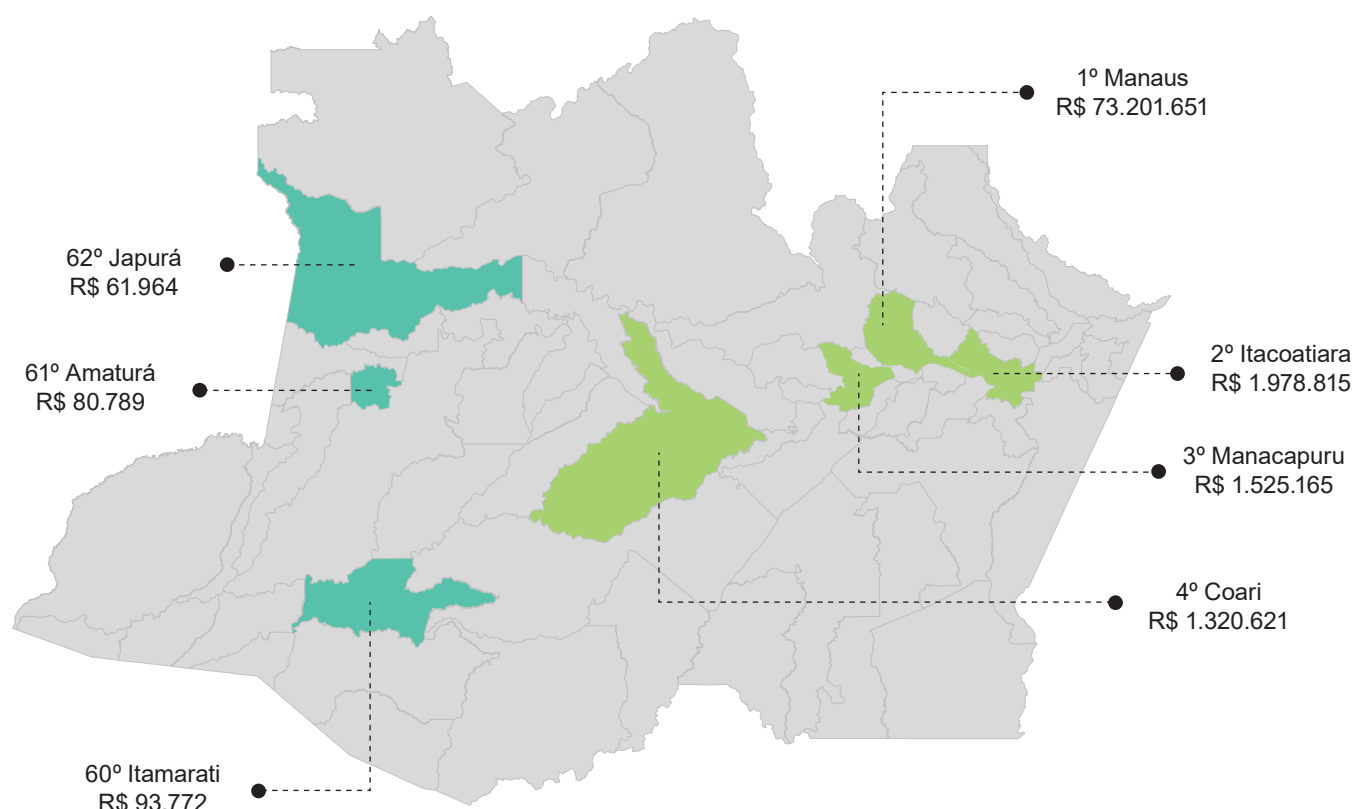 1º Manaus
R$ 73.201.651
62º Japurá
R$ 61.964
2º Itacoatiara
R$ 1.978.815
61º Amaturá
R$ 80.789
3º Manacapuru
R$ 1.525.165
4º Coari
R$ 1.320.621
60º Itamarati
R$ 93.772